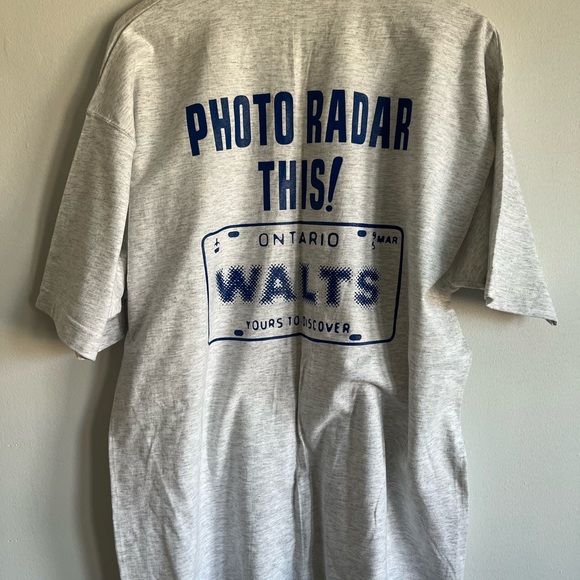 PHOTO RADAR
THIS!
ONTARIO
MAR
WALTS
YOURS TO DISCOVER